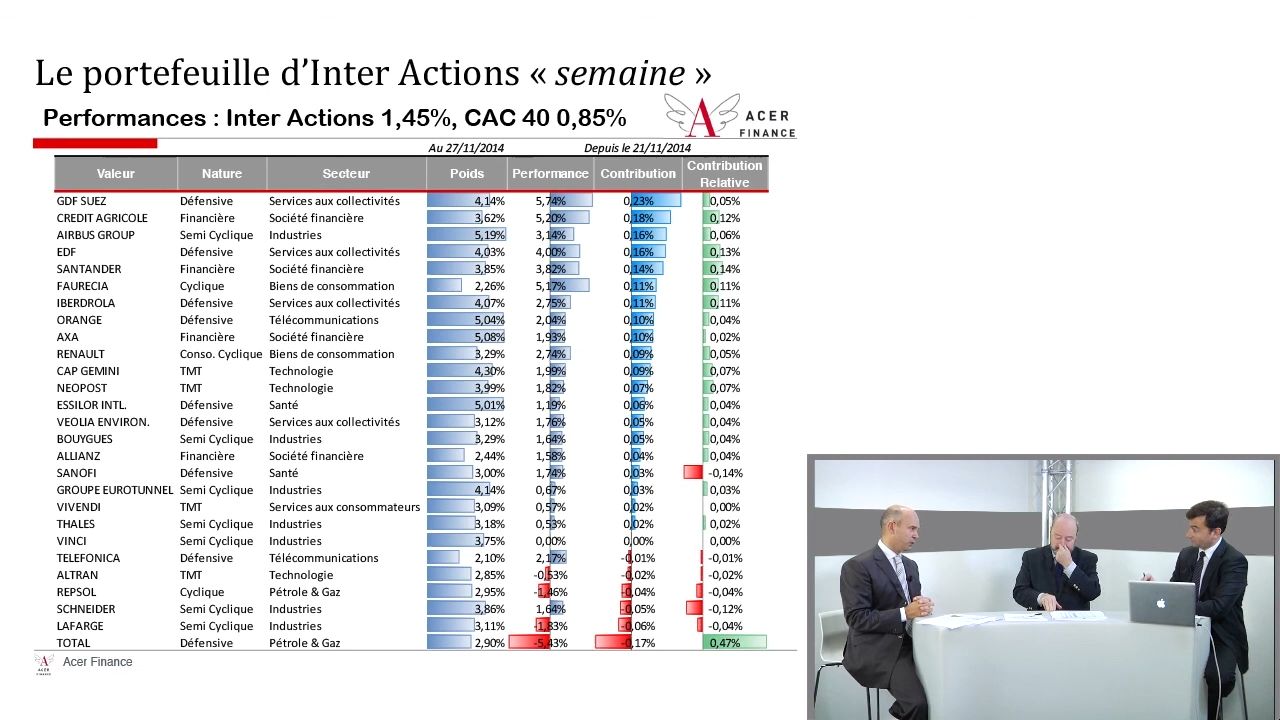 Le portefeuille d’Inter Actions « semaine »
Performances : Inter Actions 1,45%, CAC 40 0,85%
ACER
FINANCE
Au 27/11/2014 Depuis le 21/11/2014
Valeur Nature Secteur Poids Performance Contribution Contribution Relative
GDF SUEZ Défensive Services aux collectivités 4,14% 5,74% 0,23% 0,05%
CREDIT AGRICOLE Financière Société financière 3,62% 5,20% 0,18% 0,12%
AIRBUS GROUP Semi Cyclique Industries 5,19% 3,14% 0,16% 0,06%
EDF Défensive Services aux collectivités 4,03% 4,00% 0,16% 0,13%
SANTANDER Financière Société financière 3,85% 3,82% 0,14% 0,14%
FAURECIA Cyclique Biens de consommation 2,26% 5,17% 0,11% 0,11%
IBERDROLA Défensive Services aux collectivités 4,07% 2,75% 0,11% 0,11%
ORANGE Défensive Télécommunications 5,04% 2,04% 0,10% 0,04%
AXA Financière Société financière 5,08% 1,93% 0,10% 0,02%
RENAULT Conso. Cyclique Biens de consommation 3,29% 2,74% 0,09% 0,05%
CAP GEMINI TMT Technologie 4,30% 1,99% 0,09% 0,07%
NEOPOST TMT Technologie 3,99% 1,82% 0,07% 0,07%
ESSILOR INTL. Défensive Santé 5,01% 1,19% 0,06% 0,04%
VEOLIA ENVIRON. Défensive Services aux collectivités 3,12% 1,76% 0,05% 0,04%
BOUYGUES Semi Cyclique Industries 3,29% 1,64% 0,05% 0,04%
ALLIANZ Financière Société financière 2,44% 1,58% 0,04% 0,04%
SANOFI Défensive Santé 3,00% 1,74% 0,03% -0,14%
GROUPE EUROTUNNEL Semi Cyclique Industries 4,14% 0,67% 0,03% 0,03%
VIVENDI TMT Services aux consommateurs 3,09% 0,57% 0,02% 0,00%
THALES Semi Cyclique Industries 3,18% 0,53% 0,02% 0,02%
VINCI Semi Cyclique Industries 3,75% 0,00% 0,00% 0,00%
TELEFONICA Défensive Télécommunications 2,10% 2,17% -0,01% -0,01%
ALTRAN TMT Technologie 2,85% -0,53% -0,02% -0,02%
REPSOL Cyclique Pétrole & Gaz 2,95% -1,46% -0,04% -0,04%
SCHNEIDER Semi Cyclique Industries 3,86% 1,64% -0,05% -0,12%
LAFARGE Semi Cyclique Industries 3,11% -1,83% -0,06% -0,04%
TOTAL Défensive Pétrole & Gaz 2,90% -5,43% -0,17% 0,47%
ACER
FINANCE
Acer Finance